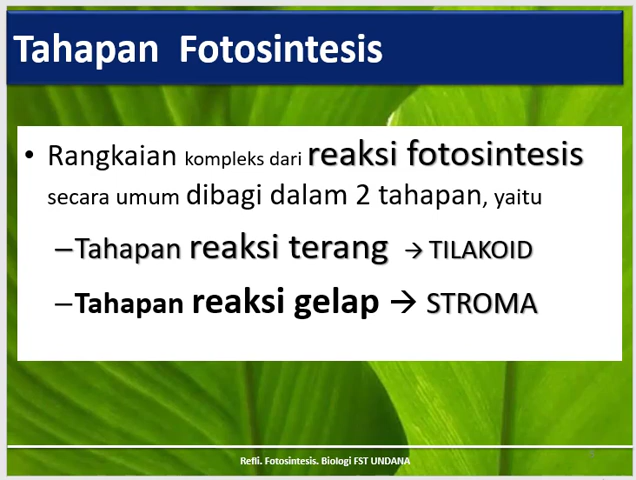 Tahapan Fotosintesis
• Rangkaian kompleks dari reaksi fotosintesis
secara umum dibagi dalam 2 tahapan, yaitu
–Tahapan reaksi terang → TILAKOID
–Tahapan reaksi gelap → STROMA
Refli. Fotosintesis. Biologi FST UNDANA